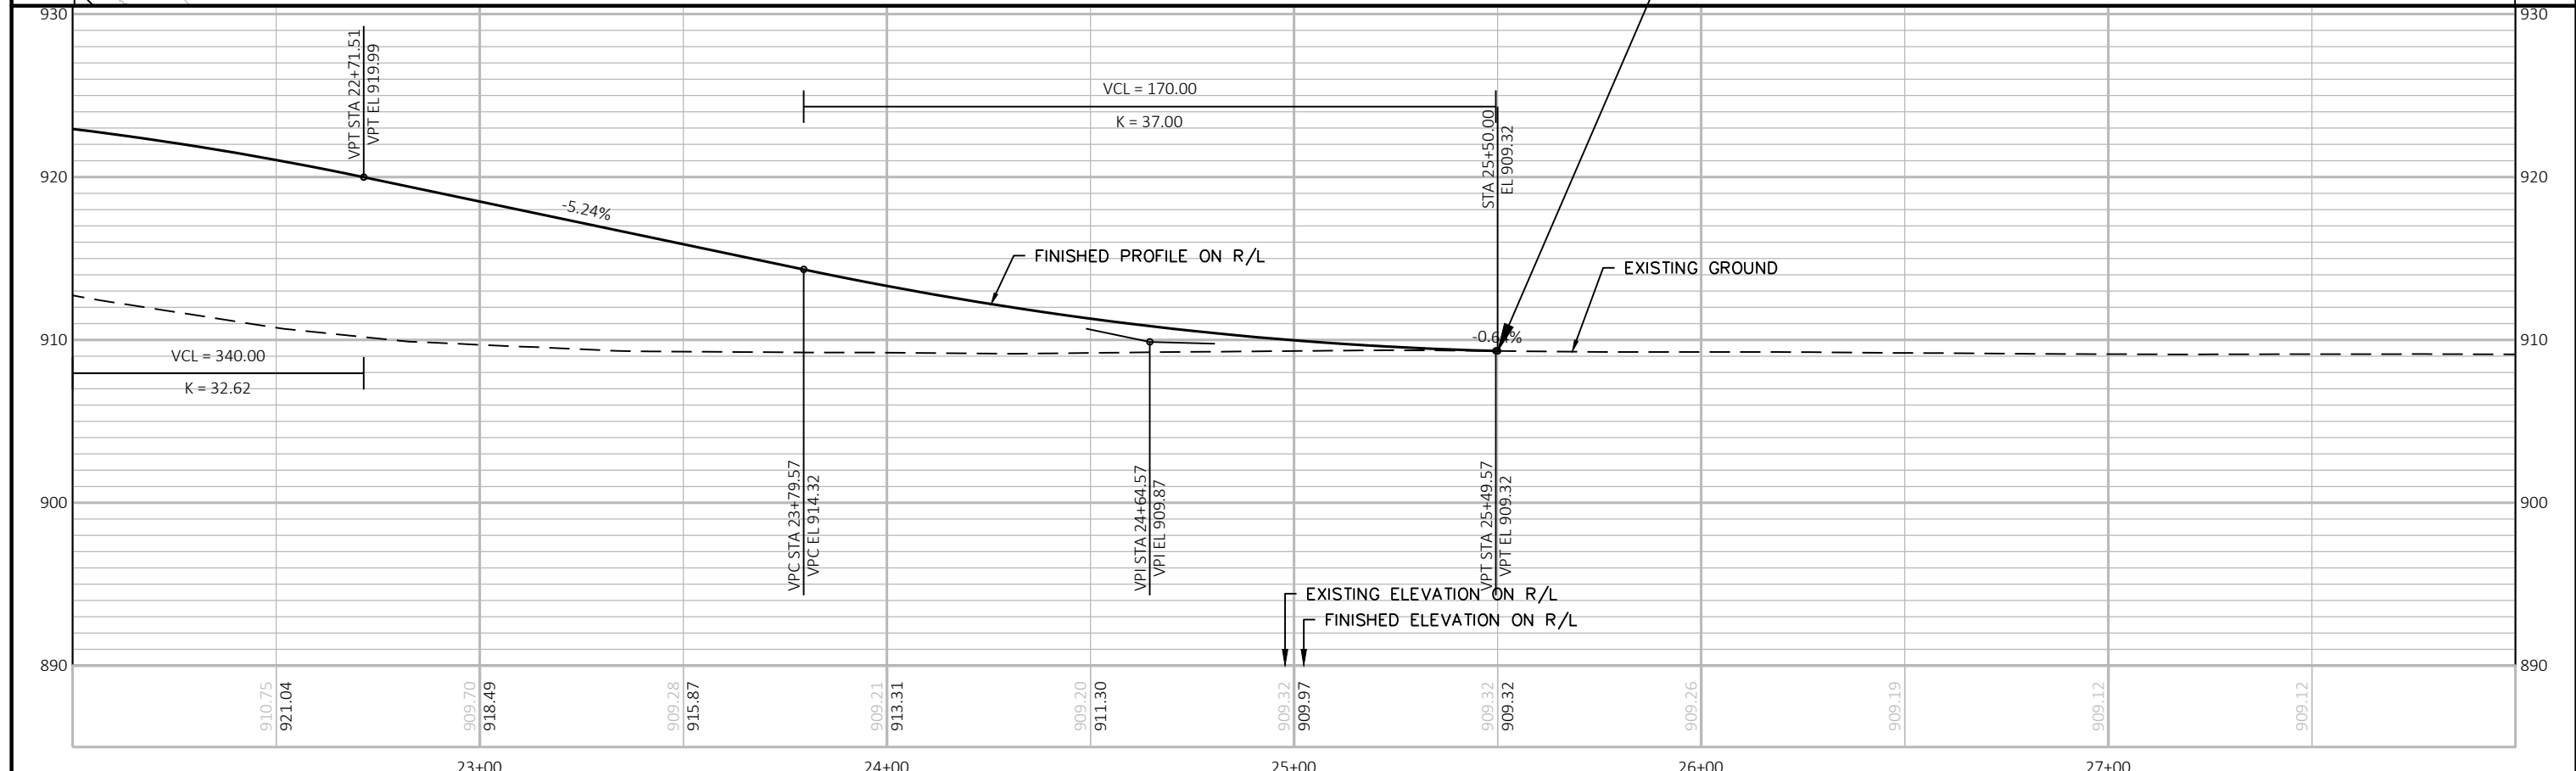 930
930
VPT STA 22+71.51
VPT EL 919.99
VCL = 170.00
K = 37.00
STA 25+50.00
EL 909.32
920
920
-5.24%
FINISHED PROFILE ON R/L
EXISTING GROUND
910
910
VCL = 340.00
K = 32.62
VPC STA 23+79.57
VPC EL 914.32
VPI STA 24+64.57
VPI EL 909.87
VPT STA 25+49.57
VPT EL 909.32
900
900
EXISTING ELEVATION ON R/L
FINISHED ELEVATION ON R/L
890
890
910.75
921.04
909.70
918.49
909.28
915.87
909.21
913.31
909.20
911.30
909.32
909.97
909.32
909.32
909.26
909.19
909.12
909.12
23+00
24+00
25+00
26+00
27+00